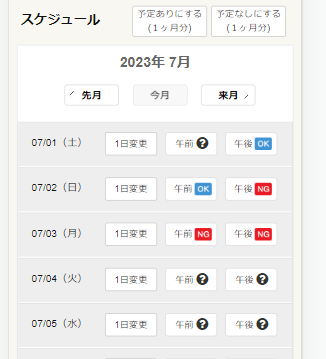 スケジュール
予定ありにする
(１ヶ月分)
予定なしにする
(１ヶ月分)
2023年 7月
先月
今月
来月
07/01（土）　1日変更　午前 ?　午後 OK
07/02（日）　1日変更　午前 OK　午後 NG
07/03（月）　1日変更　午前 NG　午後 NG
07/04（火）　1日変更　午前 ?　午後 ?
07/05（水）　1日変更　午前 ?　午後 ?